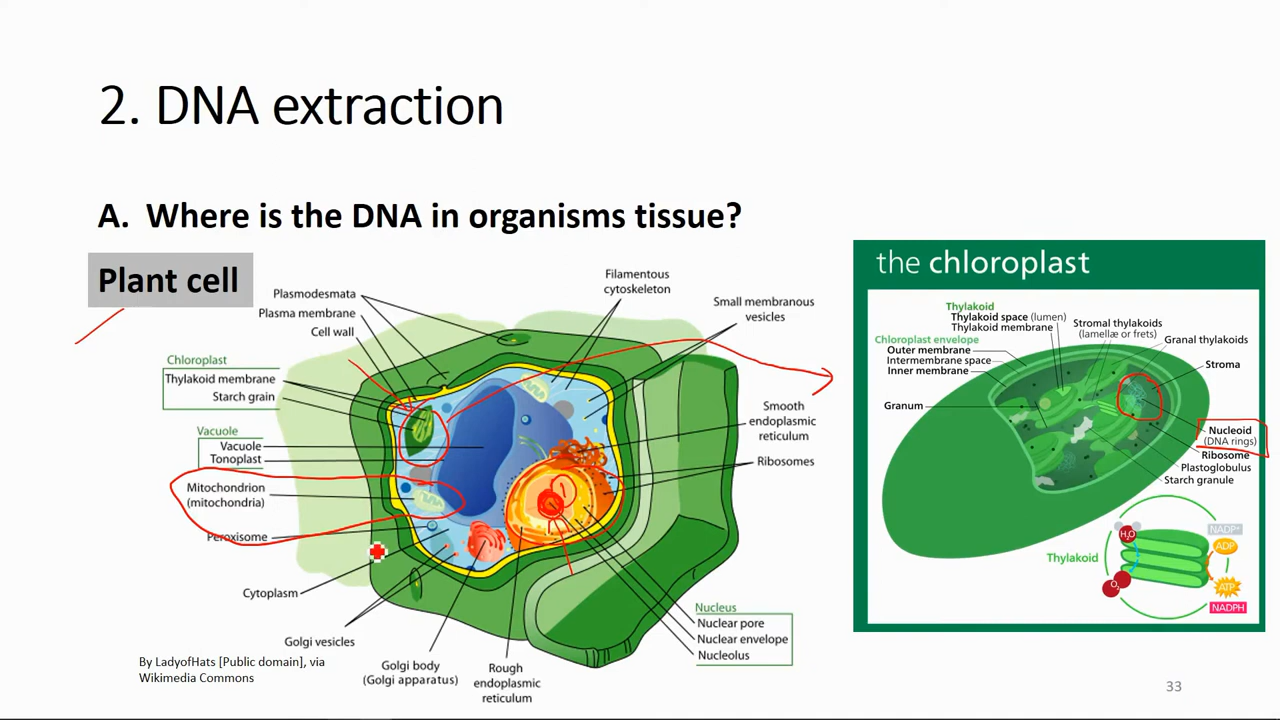 2. DNA extraction
A. Where is the DNA in organisms tissue?
Plant cell
Plasmodesmata
Plasma membrane
Cell wall
Chloroplast
Thylakoid membrane
Starch grain
Vacuole
Vacuole
Tonoplast
Mitochondrion
(mitochondria)
Peroxisome
Cytoplasm
Golgi vesicles
Golgi body
(Golgi apparatus)
Rough
endoplasmic
reticulum
Filamentous
cytoskeleton
Small membranous
vesicles
Smooth
endoplasmic
reticulum
Ribosomes
Nucleus
Nuclear pore
Nuclear envelope
Nucleolus
By LadyofHats [Public domain], via
Wikimedia Commons
the chloroplast
Thylakoid
Thylakoid space (lumen)
Thylakoid membrane
Chloroplast envelope
Outer membrane
Intermembrane space
Inner membrane
Granum
Stromal thylakoids
(lamellæ or frets)
Granal thylakoids
Stroma
Nucleoid
(DNA rings)
Ribosome
Plastoglobulus
Starch granule
Thylakoid
H₂O
O₂
NADP⁺
ADP
ATP
NADPH
33